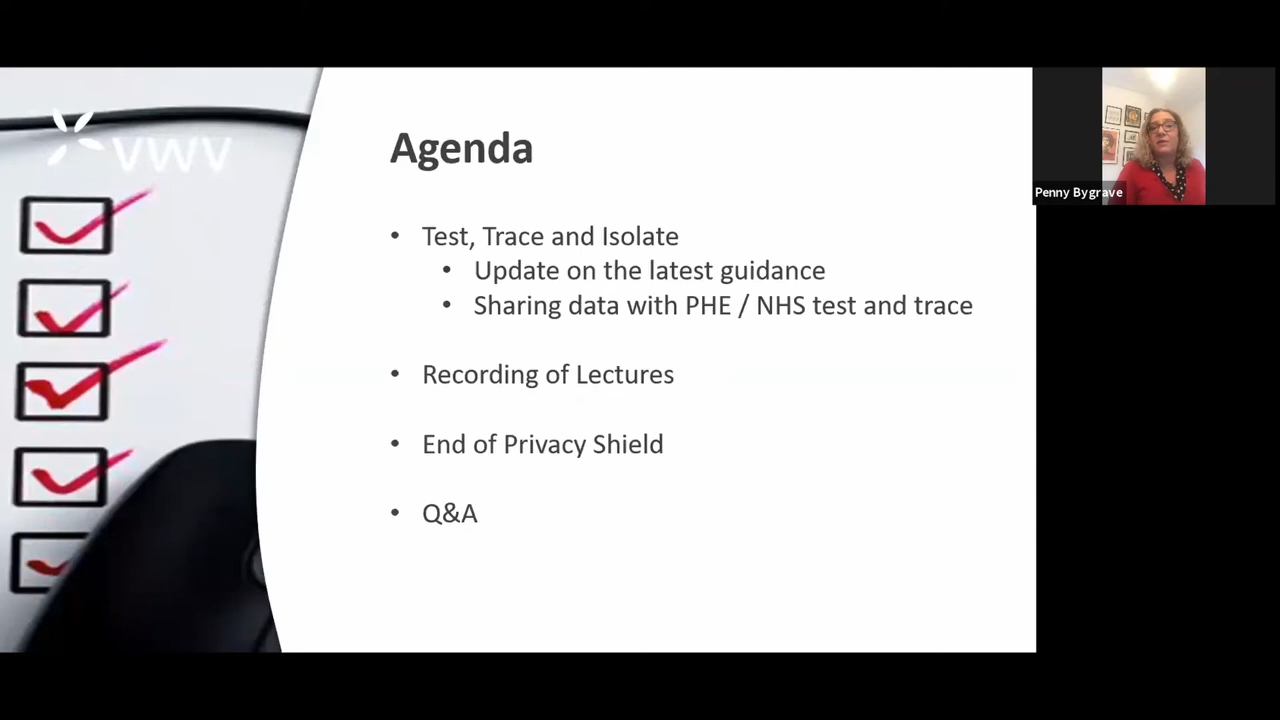 vwv
Agenda
• Test, Trace and Isolate
• Update on the latest guidance
• Sharing data with PHE / NHS test and trace
• Recording of Lectures
• End of Privacy Shield
• Q&A
Penny Bygrave